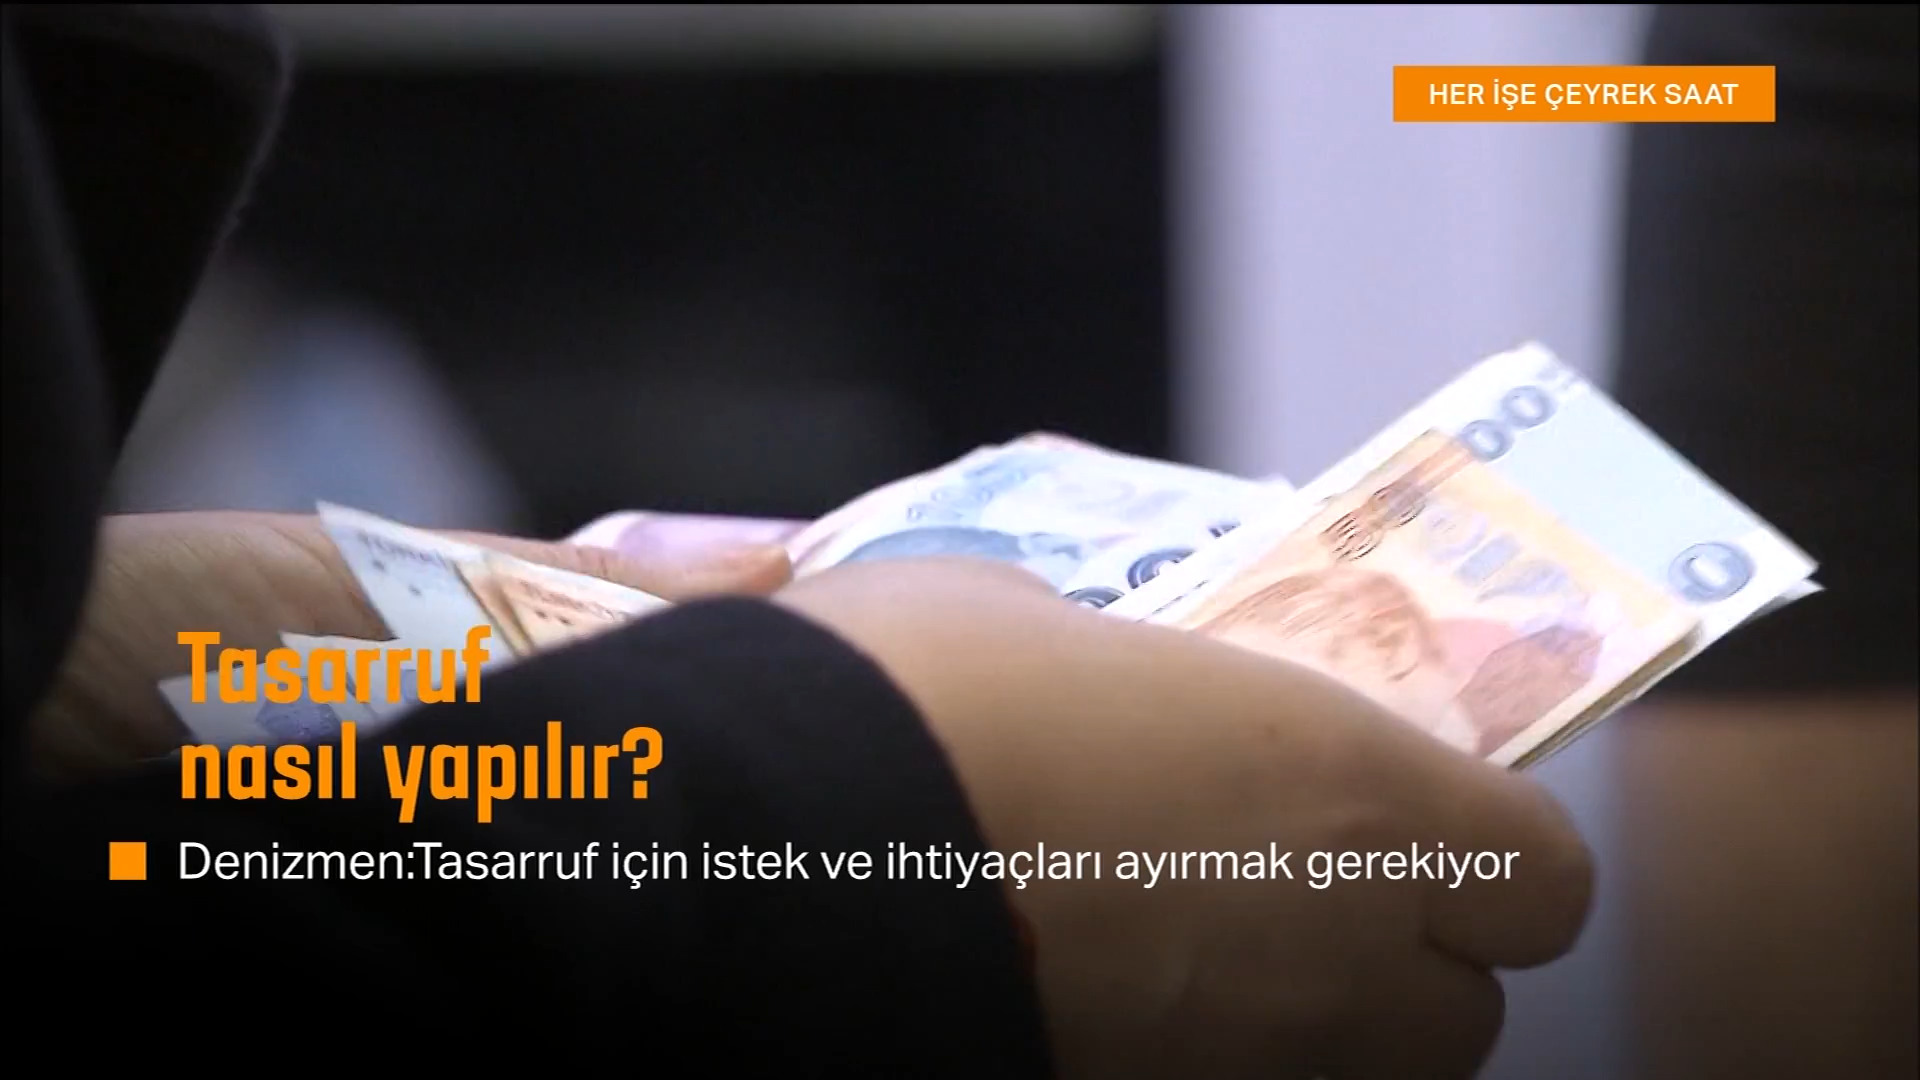 HER İŞE ÇEYREK SAAT
Tasarruf
nasıl yapılır?
Denizmen:Tasarruf için istek ve ihtiyaçları ayırmak gerekiyor